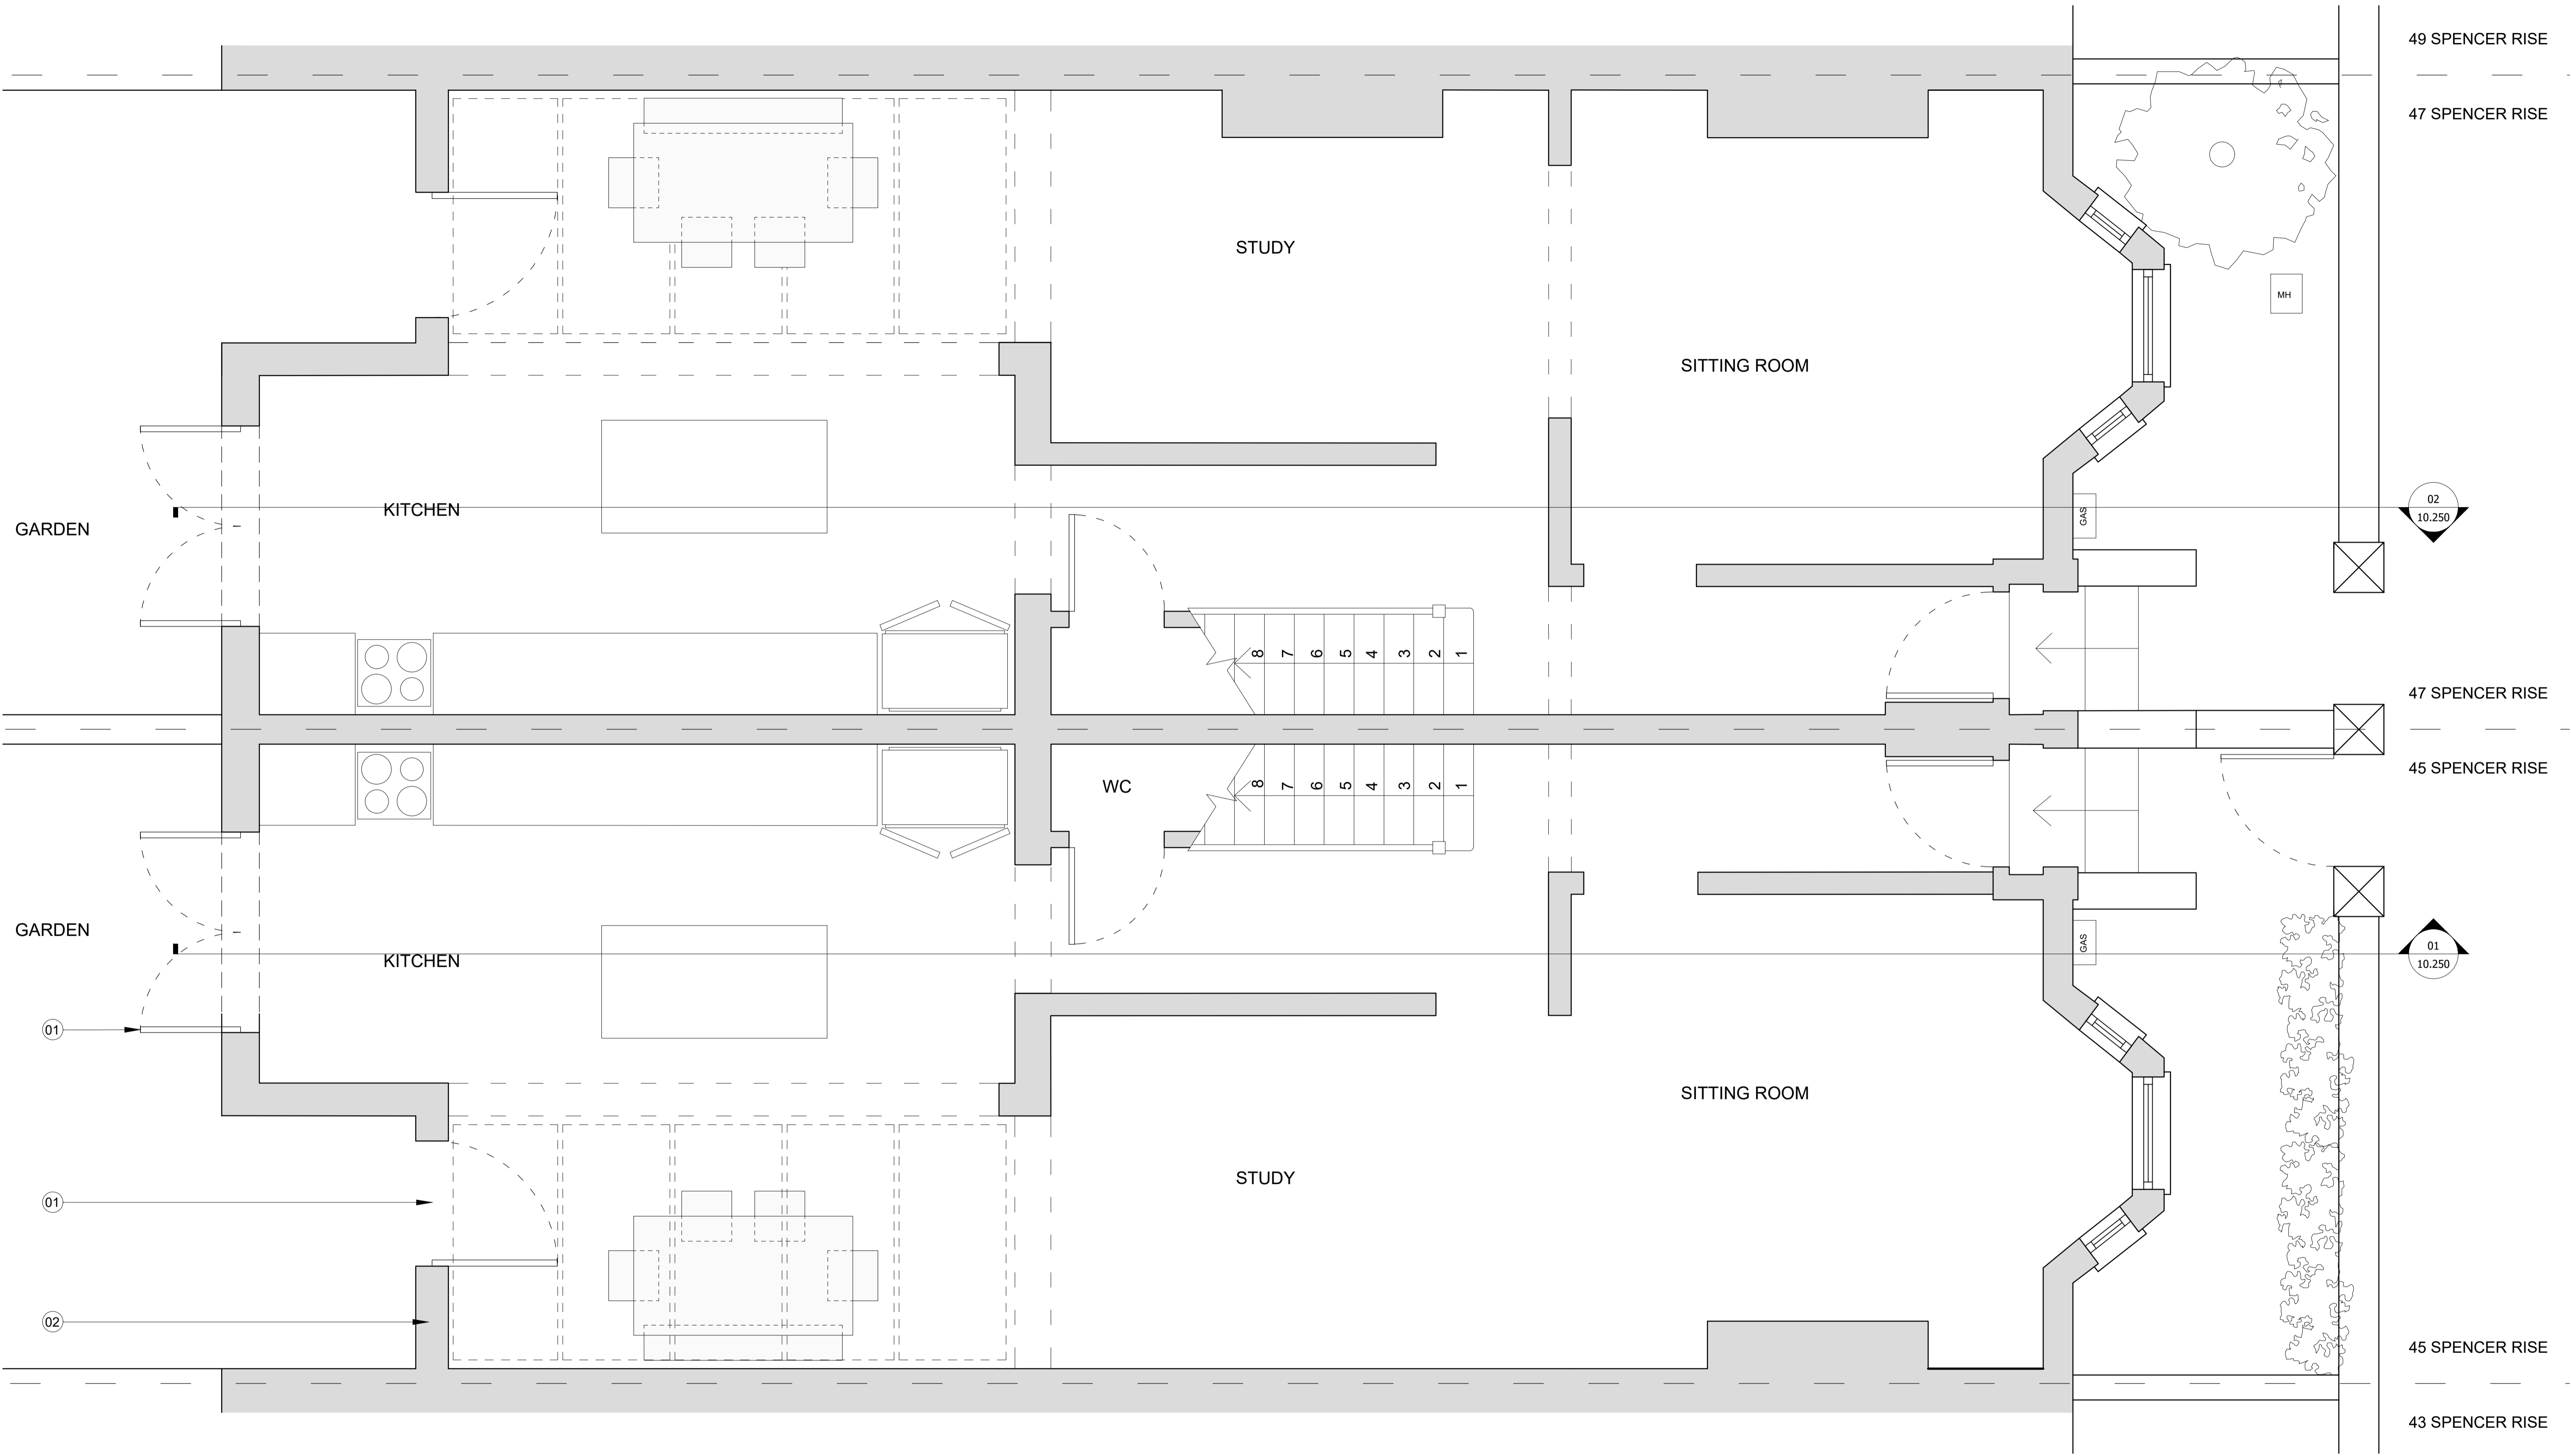 49 SPENCER RISE
47 SPENCER RISE
STUDY
MH
SITTING ROOM
02
10.250
KITCHEN
GAS
GARDEN
8 7 6 5 4 3 2 1
47 SPENCER RISE
45 SPENCER RISE
WC
8 7 6 5 4 3 2 1
GARDEN
GAS
01
10.250
KITCHEN
01
SITTING ROOM
STUDY
01
02
45 SPENCER RISE
43 SPENCER RISE